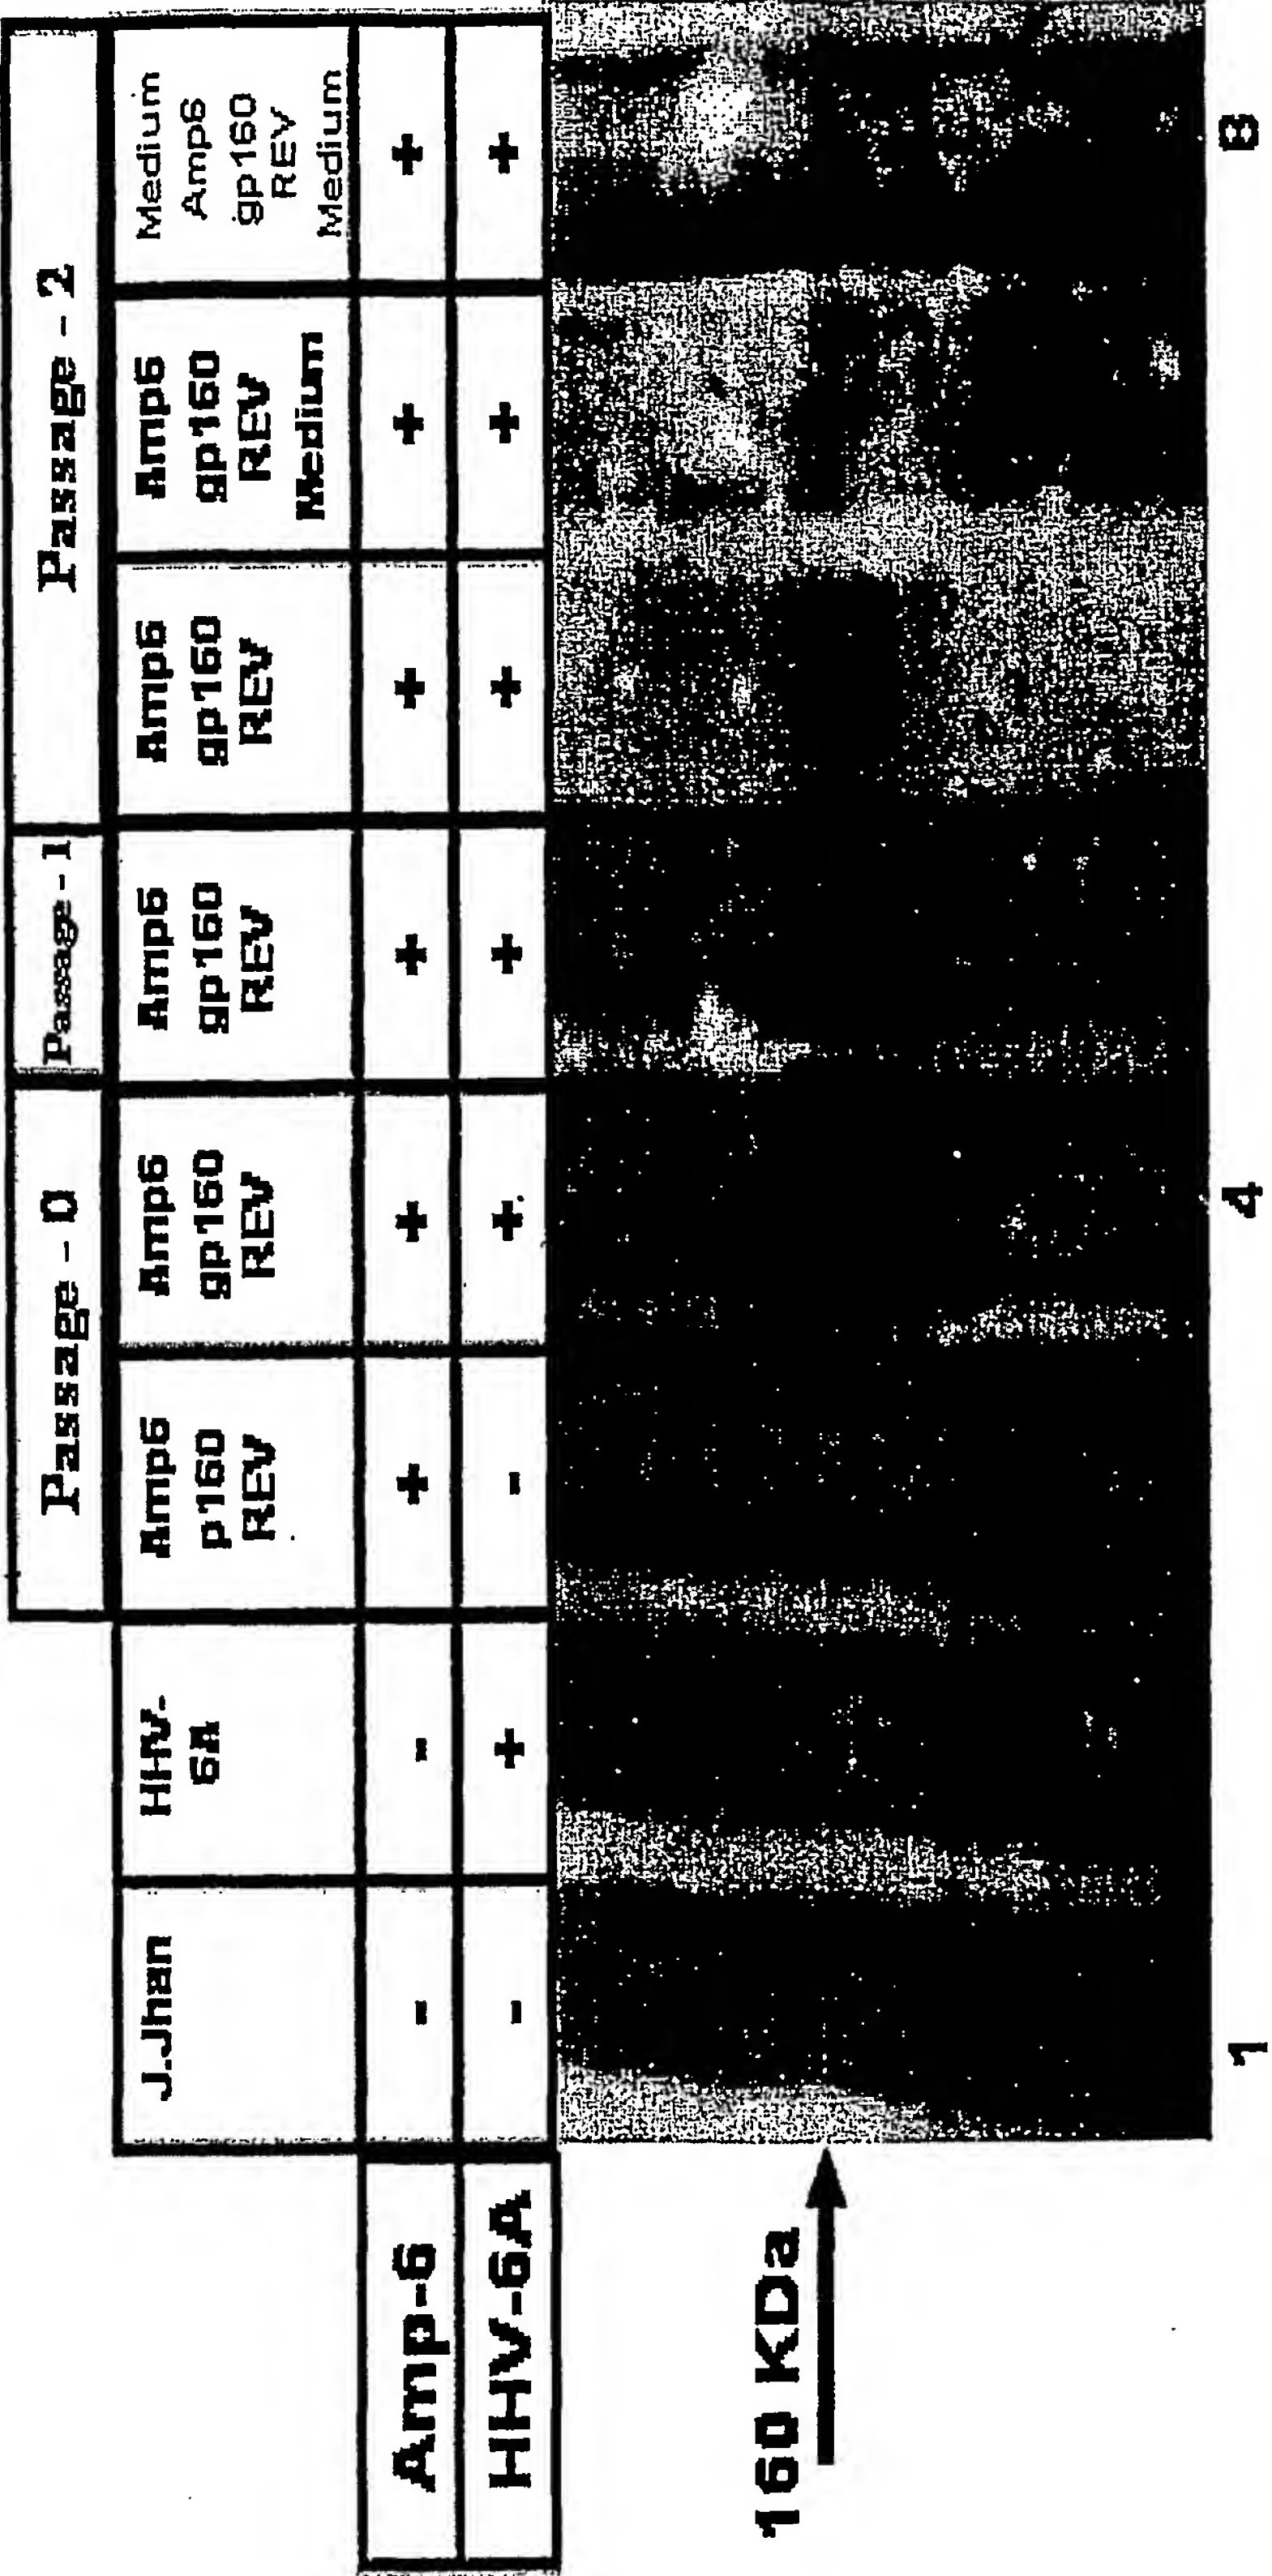 Passage - 0
Passage - 1
Passage - 2
J.Jhan
HHV-
6A
Amp6
p160
REV
Amp6
gp160
REV
Amp6
gp160
REV
Amp6
gp160
REV
Amp6
gp160
REV
Medium
Medium
Amp6
gp160
REV
Medium
Amp-6
- - + + + + + +
HHV-6A
- + - + + + + +
160 KDa
1
4
8